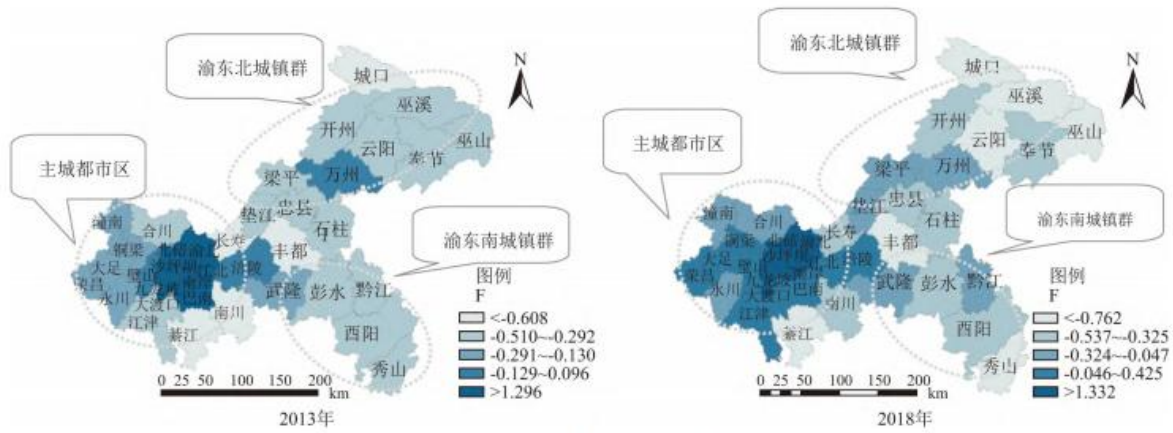 渝东北城镇群
N
城口
巫溪
开州
巫山
云阳
奉节
万州
主城都市区
梁平
忠县
垫江
石柱
渝东南城镇群
潼南
合川
长寿
丰都
铜梁
大足
涪陵
荣昌
璧山
武隆
彭水
黔江
永川
大渡口
巴南
江津
南川
綦江
酉阳
秀山
图例
F
<-0.608
-0.510~-0.292
-0.291~-0.130
-0.129~-0.096
>1.296
0 25 50 100 150 200
km
2013年
渝东北城镇群
N
城口
巫溪
开州
巫山
云阳
奉节
万州
主城都市区
梁平
忠县
垫江
石柱
渝东南城镇群
潼南
合川
长寿
丰都
铜梁
大足
涪陵
荣昌
璧山
武隆
彭水
黔江
永川
大渡口
巴南
江津
南川
綦江
酉阳
秀山
图例
F
<-0.762
-0.537~-0.325
-0.324~-0.047
-0.046~0.425
>1.332
0 25 50 100 150 200
km
2018年